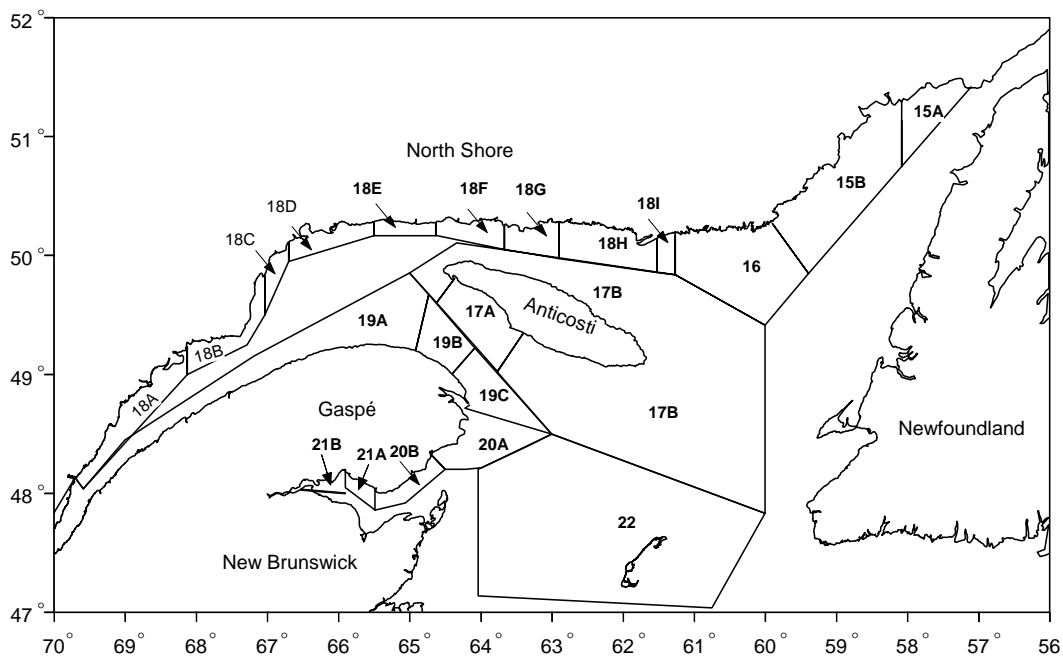 52°
51°
50°
49°
48°
47°
15A
15B
North Shore
18E
18F
18G
18I
18D
18C
18H
16
17B
17A
Anticosti
19A
19B
18B
18A
19C
17B
Gaspé
20A
21B
21A
20B
Newfoundland
22
New Brunswick
70° 69° 68° 67° 66° 65° 64° 63° 62° 61° 60° 59° 58° 57° 56°